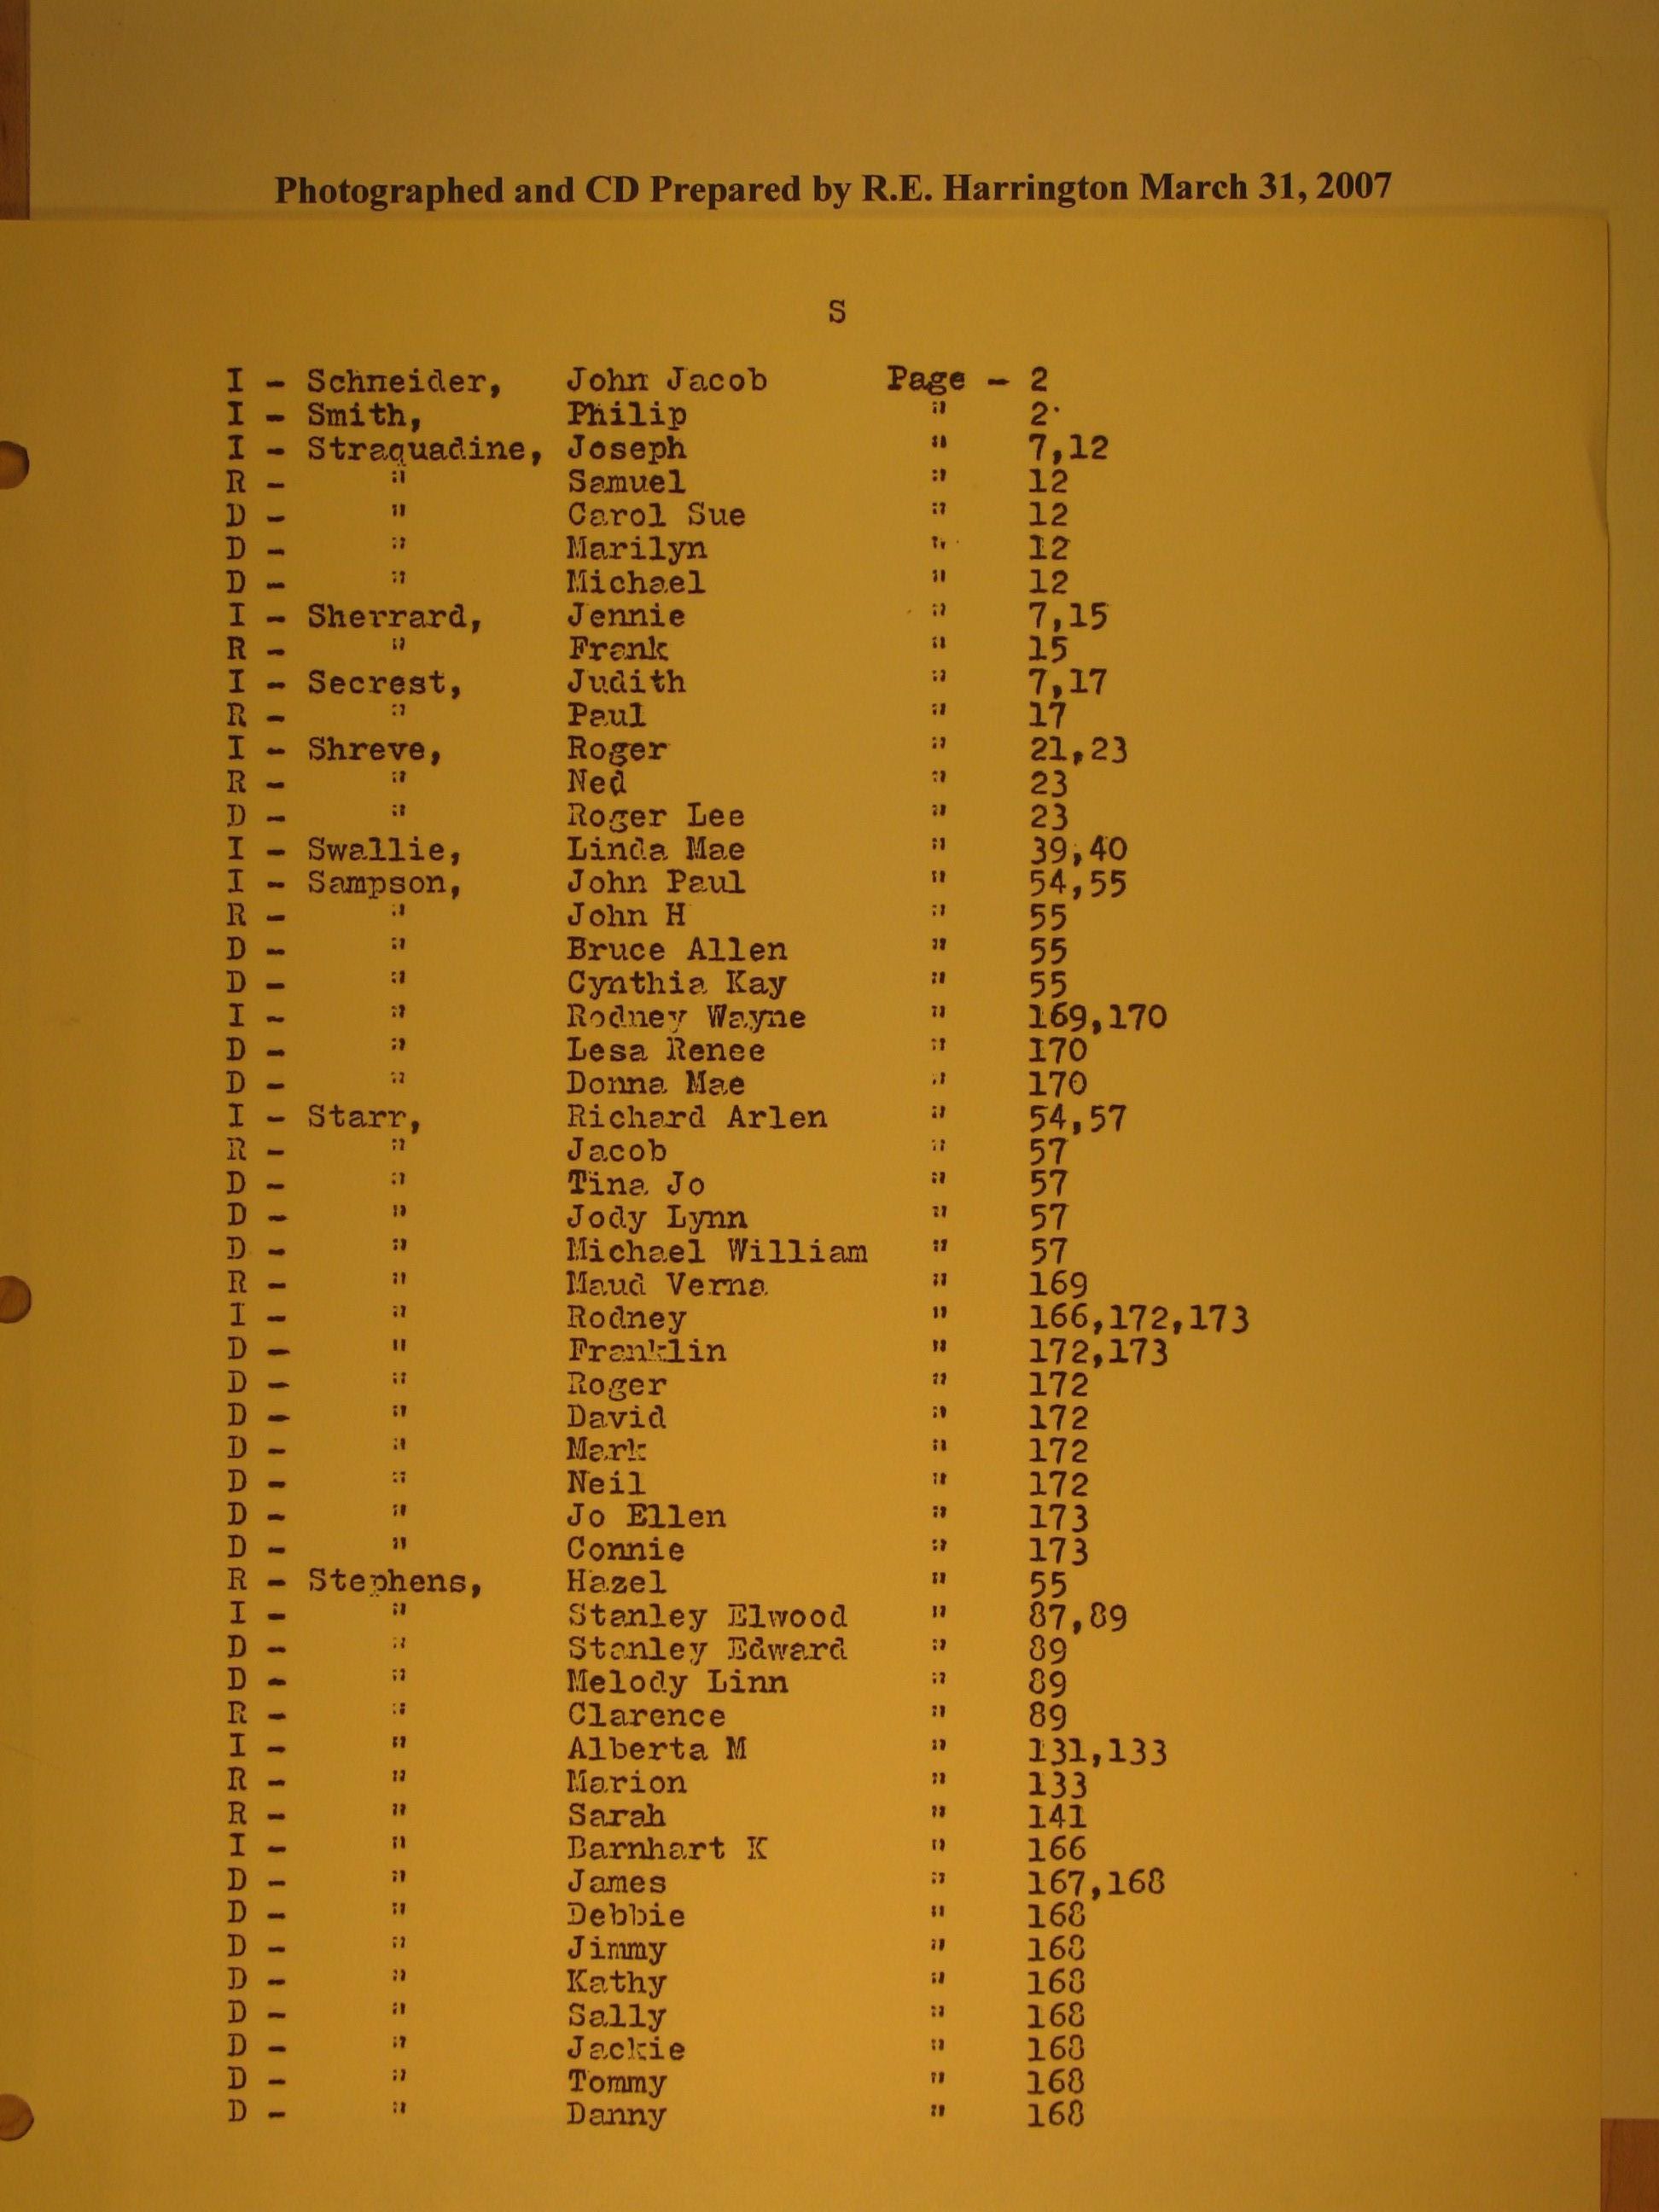 Photographed and CD Prepared by R.E. Harrington March 31, 2007
S
I - Schneider, John Jacob Page - 2
I - Smith, Philip " 2
I - Straquadine, Joseph " 7,12
R - " Samuel " 12
D - " Carol Sue " 12
D - " Marilyn " 12
D - " Michael " 12
I - Sherrard, Jennie " 7,15
R - " Frank " 15
I - Secrest, Judith " 7,17
R - " Paul " 17
I - Shreve, Roger " 21,23
R - " Ned " 23
D - " Roger Lee " 23
I - Swallie, Linda Mae " 39,40
I - Sampson, John Paul " 54,55
R - " John H " 55
D - " Bruce Allen " 55
D - " Cynthia Kay " 55
I - " Rodney Wayne " 169,170
D - " Lesa Renee " 170
D - " Donna Mae " 170
I - Starr, Richard Arlen " 54,57
R - " Jacob " 57
D - " Tina Jo " 57
D - " Jody Lynn " 57
D - " Michael William " 57
R - " Maud Verna " 169
I - " Rodney " 166,172,173
D - " Franklin " 172,173
D - " Roger " 172
D - " David " 172
D - " Mark " 172
D - " Neil " 172
D - " Jo Ellen " 173
D - " Connie " 173
R - Stephens, Hazel " 55
I - " Stanley Elwood " 87,89
D - " Stanley Edward " 89
D - " Melody Linn " 89
R - " Clarence " 89
I - " Alberta M " 131,133
R - " Marion " 133
R - " Sarah " 141
I - " Barnhart K " 166
D - " James " 167,168
D - " Debbie " 168
D - " Jimmy " 168
D - " Kathy " 168
D - " Sally " 168
D - " Jackie " 168
D - " Tommy " 168
D - " Danny " 168